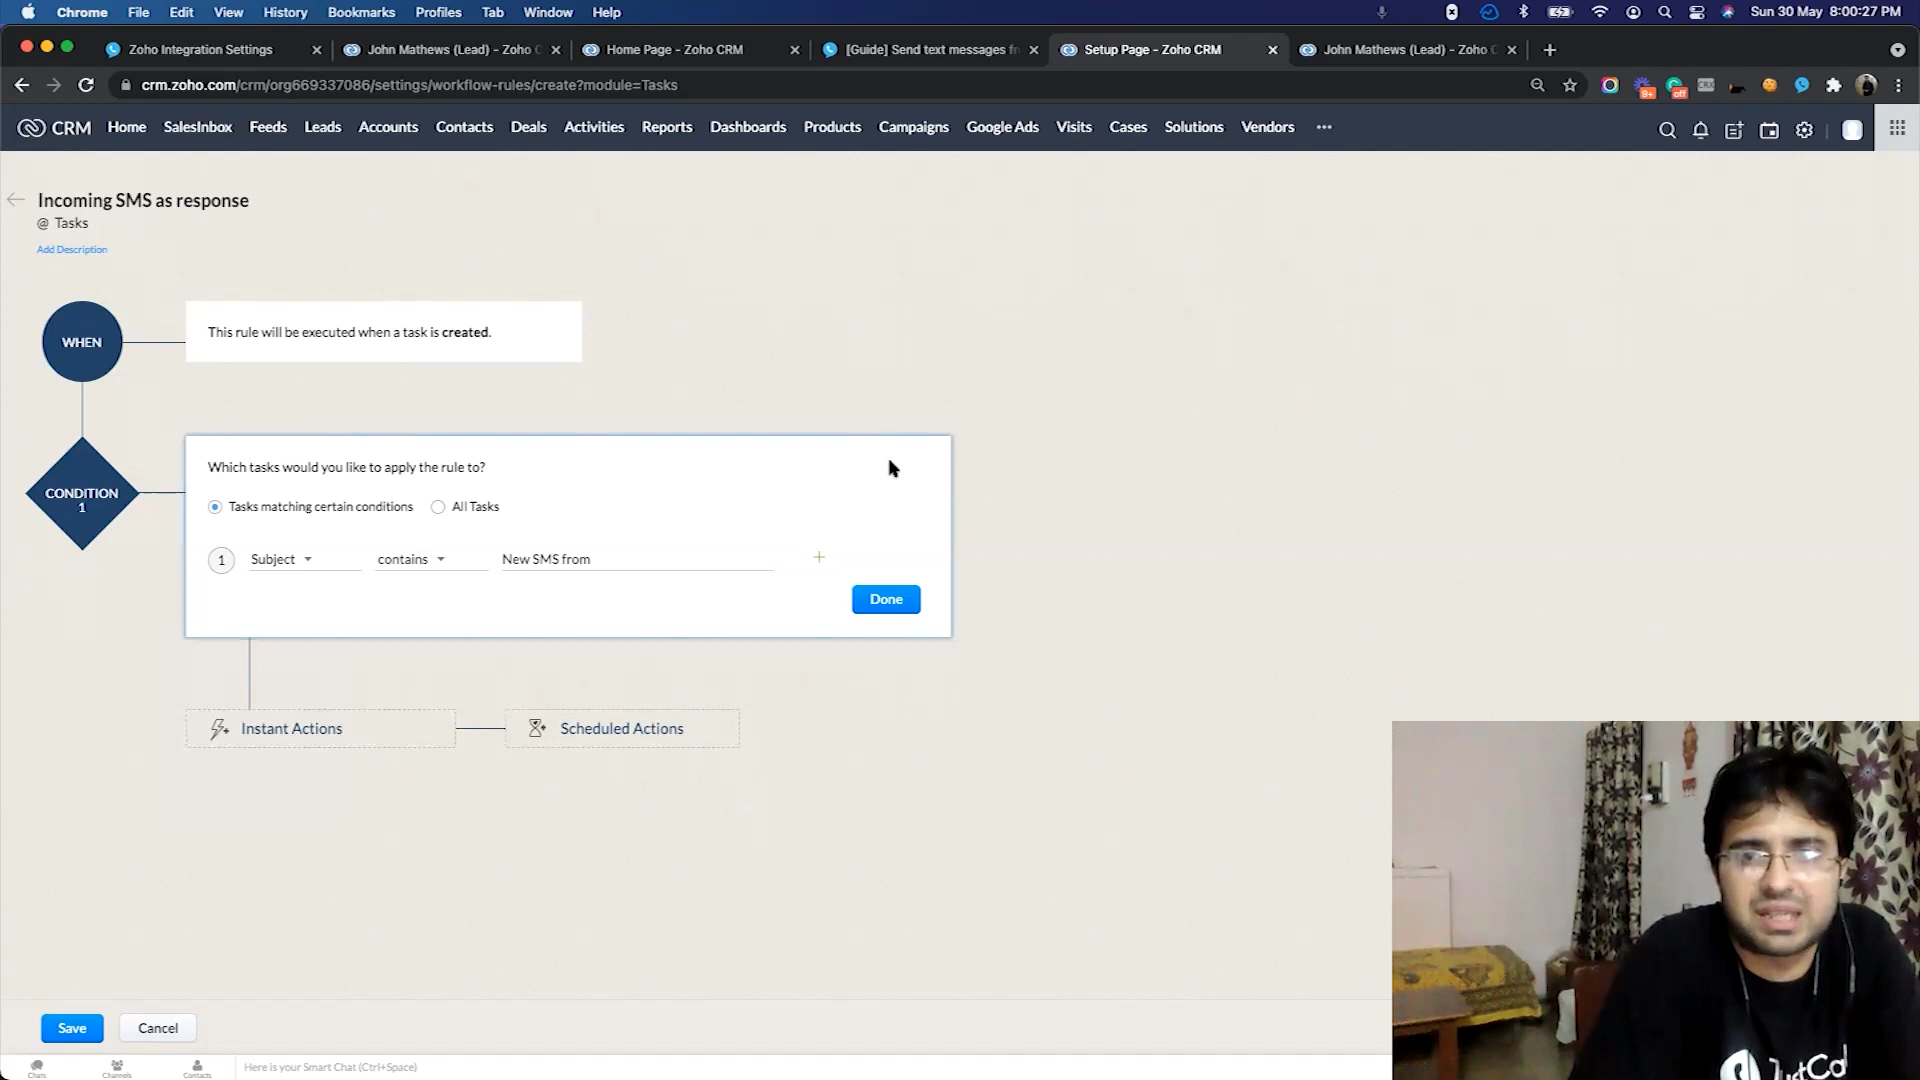 Chrome File Edit View History Bookmarks Profiles Tab Window Help Sun 30 May 8:00:27 PM
Zoho Integration Settings John Mathews (Lead) - Zoho C Home Page - Zoho CRM [Guide] Send text messages fr Setup Page - Zoho CRM John Mathews (Lead) - Zoho C
crm.zoho.com/crm/org669337086/settings/workflow-rules/create?module=Tasks 9+ off
CRM Home SalesInbox Feeds Leads Accounts Contacts Deals Activities Reports Dashboards Products Campaigns Google Ads Visits Cases Solutions Vendors •••
Incoming SMS as response
@ Tasks
Add Description
WHEN
This rule will be executed when a task is created.
CONDITION
1
Which tasks would you like to apply the rule to?
Tasks matching certain conditions All Tasks
1 Subject contains New SMS from +
Done
Instant Actions Scheduled Actions
Save Cancel
Chats Channels Contacts Here is your Smart Chat (Ctrl+Space)
JustCal